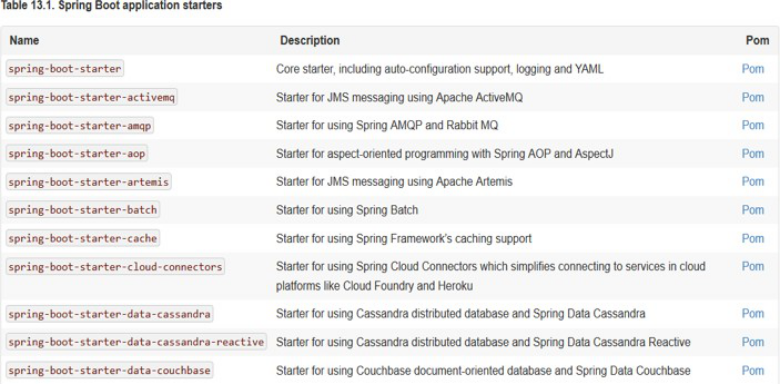 Table 13.1. Spring Boot application starters
Name Description Pom
spring-boot-starter Core starter, including auto-configuration support, logging and YAML Pom
spring-boot-starter-activemq Starter for JMS messaging using Apache ActiveMQ Pom
spring-boot-starter-amqp Starter for using Spring AMQP and Rabbit MQ Pom
spring-boot-starter-aop Starter for aspect-oriented programming with Spring AOP and AspectJ Pom
spring-boot-starter-artemis Starter for JMS messaging using Apache Artemis Pom
spring-boot-starter-batch Starter for using Spring Batch Pom
spring-boot-starter-cache Starter for using Spring Framework's caching support Pom
spring-boot-starter-cloud-connectors Starter for using Spring Cloud Connectors which simplifies connecting to services in cloud Pom
platforms like Cloud Foundry and Heroku
spring-boot-starter-data-cassandra Starter for using Cassandra distributed database and Spring Data Cassandra Pom
spring-boot-starter-data-cassandra-reactive Starter for using Cassandra distributed database and Spring Data Cassandra Reactive Pom
spring-boot-starter-data-couchbase Starter for using Couchbase document-oriented database and Spring Data Couchbase Pom